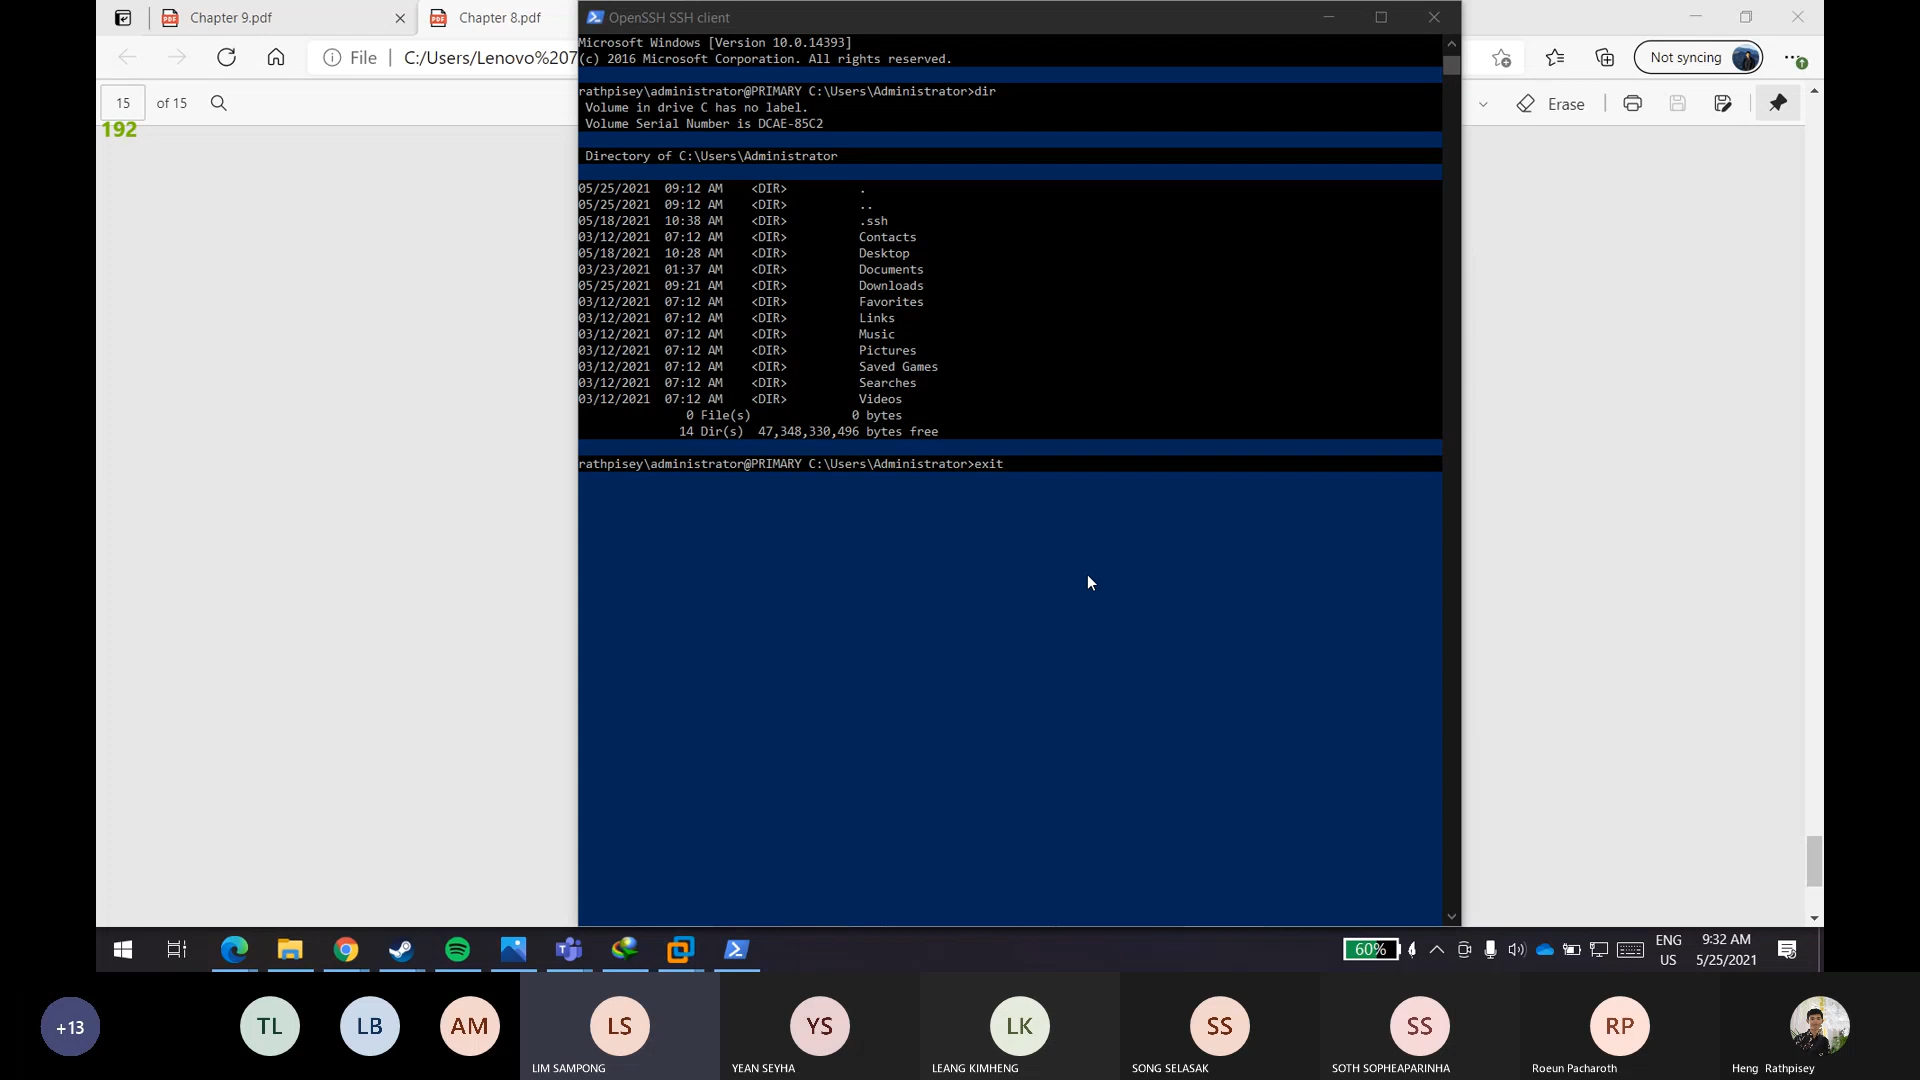 Chapter 9.pdf
Chapter 8.pdf
OpenSSH SSH client
File
C:/Users/Lenovo%207
Not syncing
15 of 15
Erase
192
Microsoft Windows [Version 10.0.14393]
(c) 2016 Microsoft Corporation. All rights reserved.
rathpisey\administrator@PRIMARY C:\Users\Administrator>dir
Volume in drive C has no label.
Volume Serial Number is DCAE-85C2
Directory of C:\Users\Administrator
05/25/2021 09:12 AM <DIR> .
05/25/2021 09:12 AM <DIR> ..
05/18/2021 10:38 AM <DIR> .ssh
03/12/2021 07:12 AM <DIR> Contacts
05/18/2021 10:28 AM <DIR> Desktop
03/23/2021 01:37 AM <DIR> Documents
05/25/2021 09:21 AM <DIR> Downloads
03/12/2021 07:12 AM <DIR> Favorites
03/12/2021 07:12 AM <DIR> Links
03/12/2021 07:12 AM <DIR> Music
03/12/2021 07:12 AM <DIR> Pictures
03/12/2021 07:12 AM <DIR> Saved Games
03/12/2021 07:12 AM <DIR> Searches
03/12/2021 07:12 AM <DIR> Videos
0 File(s) 0 bytes
14 Dir(s) 47,348,330,496 bytes free
rathpisey\administrator@PRIMARY C:\Users\Administrator>exit
60%
ENG
US
9:32 AM
5/25/2021
+13
TL
LB
AM
LS
LIM SAMPONG
YS
YEAN SEYHA
LK
LEANG KIMHENG
SS
SONG SELASAK
SS
SOTH SOPHEAPARINHA
RP
Roeun Pacharoth
Heng Rathpisey